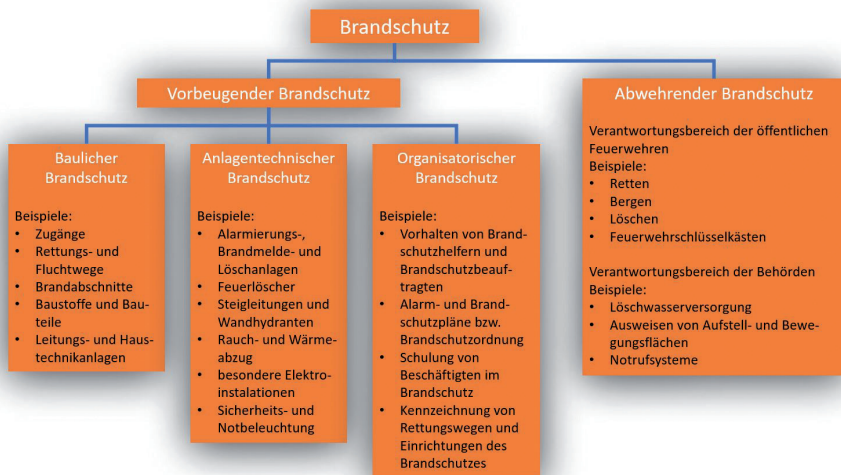 Brandschutz
Vorbeugender Brandschutz
Baulicher
Brandschutz
Beispiele:
• Zugänge
• Rettungs- und
Fluchtwege
• Brandabschnitte
• Baustoffe und Bau-
teile
• Leitungs- und Haus-
technikanlagen
Anlagentechnischer
Brandschutz
Beispiele:
• Alarmierungs-,
Brandmelde- und
Löschanlagen
• Feuerlöscher
• Steigleitungen und
Wandhydranten
• Rauch- und Wärme-
abzug
• besondere Elektro-
instalationen
• Sicherheits- und
Notbeleuchtung
Organisatorischer
Brandschutz
Beispiele:
• Vorhalten von Brand-
schutzhelfern und
Brandschutzbeauf-
tragten
• Alarm- und Brand-
schutzpläne bzw.
Brandschutzordnung
• Schulung von
Beschäftigten im
Brandschutz
• Kennzeichnung von
Rettungswegen und
Einrichtungen des
Brandschutzes
Abwehrender Brandschutz
Verantwortungsbereich der öffentlichen
Feuerwehren
Beispiele:
• Retten
• Bergen
• Löschen
• Feuerwehrschlüsselkästen
Verantwortungsbereich der Behörden
Beispiele:
• Löschwasserversorgung
• Ausweisen von Aufstell- und Bewe-
gungsflächen
• Notrufsysteme